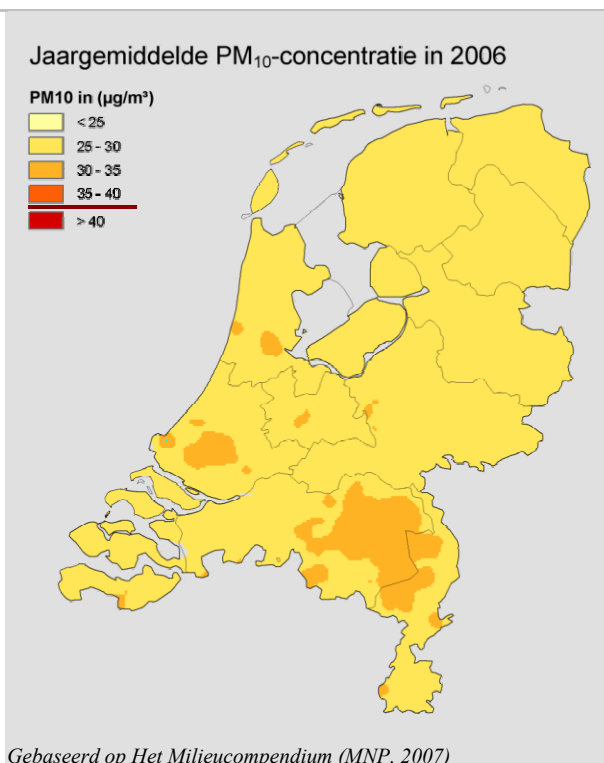 Jaargemiddelde PM₁₀-concentratie in 2006
PM10 in (µg/m³)
< 25
25 - 30
30 - 35
35 - 40
> 40
Gebaseerd op Het Milieucompendium (MNP, 2007)